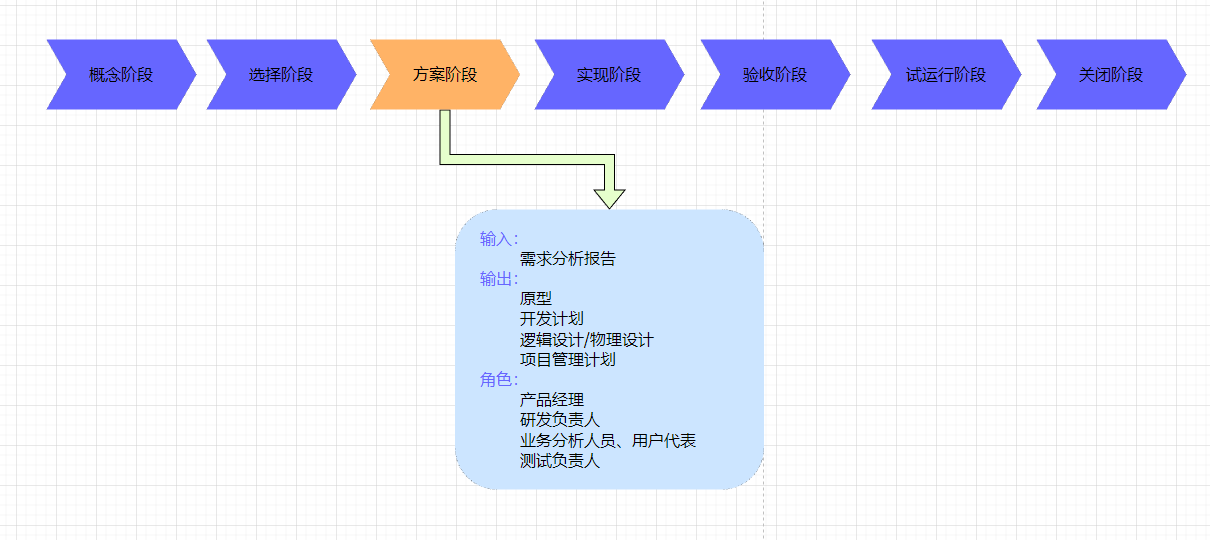 概念阶段
选择阶段
方案阶段
实现阶段
验收阶段
试运行阶段
关闭阶段
输入：
需求分析报告
输出：
原型
开发计划
逻辑设计/物理设计
项目管理计划
角色：
产品经理
研发负责人
业务分析人员、用户代表
测试负责人